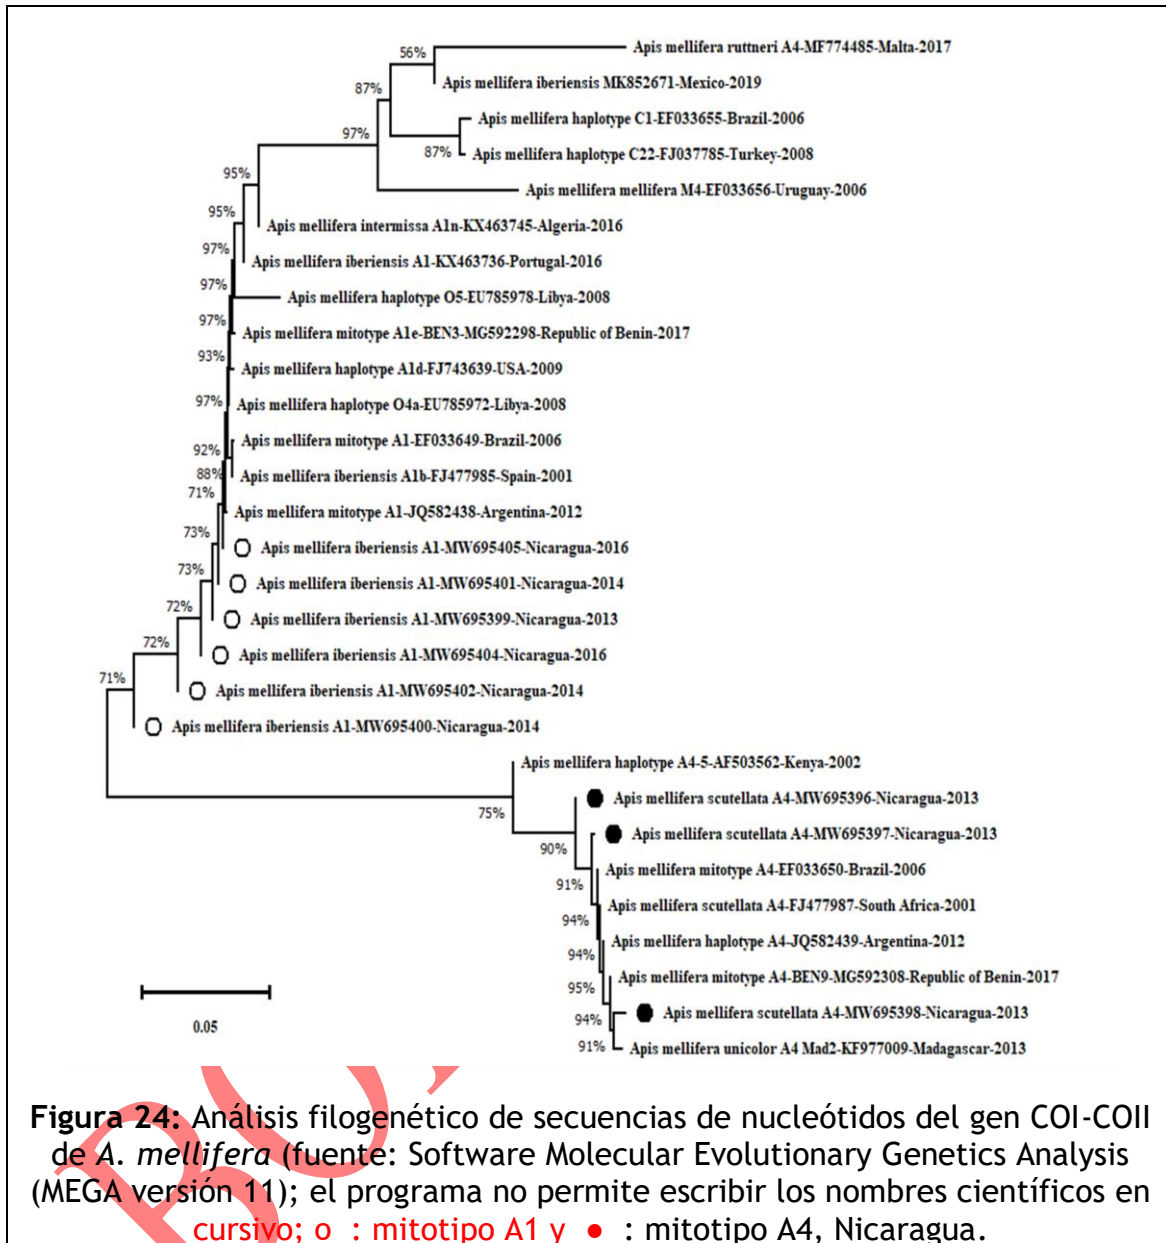 56%
Apis mellifera ruttneri A4-MF774485-Malta-2017
87%
Apis mellifera iberiensis MK852671-Mexico-2019
Apis mellifera haplotype C1-EF033655-Brazil-2006
97%
87%
Apis mellifera haplotype C22-FJ037785-Turkey-2008
95%
Apis mellifera mellifera M4-EF033656-Uruguay-2006
95%
Apis mellifera intermissa A1n-KX463745-Algeria-2016
97%
Apis mellifera iberiensis A1-KX463736-Portugal-2016
97%
Apis mellifera haplotype O5-EU785978-Libya-2008
97%
Apis mellifera mitotype A1e-BEN3-MG592298-Republic of Benin-2017
93%
Apis mellifera haplotype A1d-FJ743639-USA-2009
97%
Apis mellifera haplotype O4a-EU785972-Libya-2008
92%
Apis mellifera mitotype A1-EF033649-Brazil-2006
88%
Apis mellifera iberiensis A1b-FJ477985-Spain-2001
71%
Apis mellifera mitotype A1-JQ582438-Argentina-2012
73%
Apis mellifera iberiensis A1-MW695405-Nicaragua-2016
73%
Apis mellifera iberiensis A1-MW695401-Nicaragua-2014
72%
Apis mellifera iberiensis A1-MW695399-Nicaragua-2013
72%
Apis mellifera iberiensis A1-MW695404-Nicaragua-2016
71%
Apis mellifera iberiensis A1-MW695402-Nicaragua-2014
Apis mellifera iberiensis A1-MW695400-Nicaragua-2014
Apis mellifera haplotype A4-5-AF503562-Kenya-2002
75%
Apis mellifera scutellata A4-MW695396-Nicaragua-2013
90%
Apis mellifera scutellata A4-MW695397-Nicaragua-2013
91%
Apis mellifera mitotype A4-EF033650-Brazil-2006
94%
Apis mellifera scutellata A4-FJ477987-South Africa-2001
94%
Apis mellifera haplotype A4-JQ582439-Argentina-2012
95%
Apis mellifera mitotype A4-BEN9-MG592308-Republic of Benin-2017
94%
Apis mellifera scutellata A4-MW695398-Nicaragua-2013
91%
Apis mellifera unicolor A4 Mad2-KF977009-Madagascar-2013
0.05
Figura 24: Análisis filogenético de secuencias de nucleótidos del gen COI-COII
de A. mellifera (fuente: Software Molecular Evolutionary Genetics Analysis
(MEGA versión 11); el programa no permite escribir los nombres científicos en
cursivo; o : mitotipo A1 y ● : mitotipo A4, Nicaragua.